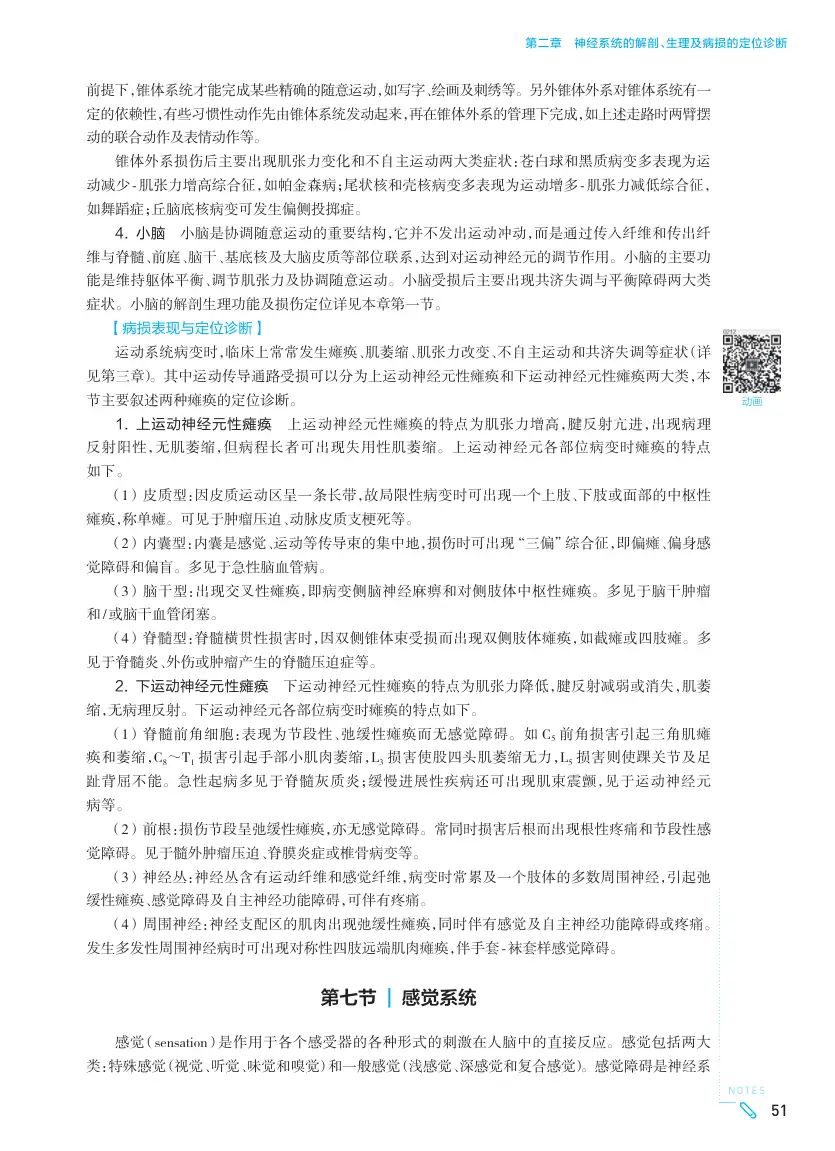 第二章　神经系统的解剖、生理及病损的定位诊断
前提下，锥体系统才能完成某些精确的随意运动，如写字、绘画及刺绣等。另外锥体外系对锥体系统有一
定的依赖性，有些习惯性动作先由锥体系统发动起来，再在锥体外系的管理下完成，如上述走路时两臂摆
动的联合动作及表情动作等。
锥体外系损伤后主要出现肌张力变化和不自主运动两大类症状：苍白球和黑质病变多表现为运
动减少-肌张力增高综合征，如帕金森病；尾状核和壳核病变多表现为运动增多-肌张力减低综合征，
如舞蹈症；丘脑底核病变可发生偏侧投掷症。
4. 小脑　小脑是协调随意运动的重要结构，它并不发出运动冲动，而是通过传入纤维和传出纤
维与脊髓、前庭、脑干、基底核及大脑皮质等部位联系，达到对运动神经元的调节作用。小脑的主要功
能是维持躯体平衡、调节肌张力及协调随意运动。小脑受损后主要出现共济失调与平衡障碍两大类
症状。小脑的解剖生理功能及损伤定位详见本章第一节。
【病损表现与定位诊断】
运动系统病变时，临床上常常发生瘫痪、肌萎缩、肌张力改变、不自主运动和共济失调等症状（详
见第三章）。其中运动传导通路受损可以分为上运动神经元性瘫痪和下运动神经元性瘫痪两大类，本
节主要叙述两种瘫痪的定位诊断。
动画
1. 上运动神经元性瘫痪　上运动神经元性瘫痪的特点为肌张力增高，腱反射亢进，出现病理
反射阳性，无肌萎缩，但病程长者可出现失用性肌萎缩。上运动神经元各部位病变时瘫痪的特点
如下。
（1）皮质型：因皮质运动区呈一条长带，故局限性病变时可出现一个上肢、下肢或面部的中枢性
瘫痪，称单瘫。可见于肿瘤压迫、动脉皮质支梗死等。
（2）内囊型：内囊是感觉、运动等传导束的集中地，损伤时可出现“三偏”综合征，即偏瘫、偏身感
觉障碍和偏盲。多见于急性脑血管病。
（3）脑干型：出现交叉性瘫痪，即病变侧脑神经麻痹和对侧肢体中枢性瘫痪。多见于脑干肿瘤
和/或脑干血管闭塞。
（4）脊髓型：脊髓横贯性损害时，因双侧锥体束受损而出现双侧肢体瘫痪，如截瘫或四肢瘫。多
见于脊髓炎、外伤或肿瘤产生的脊髓压迫症等。
2. 下运动神经元性瘫痪　下运动神经元性瘫痪的特点为肌张力降低，腱反射减弱或消失，肌萎
缩，无病理反射。下运动神经元各部位病变时瘫痪的特点如下。
（1）脊髓前角细胞：表现为节段性、弛缓性瘫痪而无感觉障碍。如 C₅ 前角损害引起三角肌瘫
痪和萎缩，C₈～T₁ 损害引起手部小肌肉萎缩，L₃ 损害使股四头肌萎缩无力，L₅ 损害则使踝关节及足
趾背屈不能。急性起病多见于脊髓灰质炎；缓慢进展性疾病还可出现肌束震颤，见于运动神经元
病等。
（2）前根：损伤节段呈弛缓性瘫痪，亦无感觉障碍。常同时损害后根而出现根性疼痛和节段性感
觉障碍。见于髓外肿瘤压迫、脊膜炎症或椎骨病变等。
（3）神经丛：神经丛含有运动纤维和感觉纤维，病变时常累及一个肢体的多数周围神经，引起弛
缓性瘫痪、感觉障碍及自主神经功能障碍，可伴有疼痛。
（4）周围神经：神经支配区的肌肉出现弛缓性瘫痪，同时伴有感觉及自主神经功能障碍或疼痛。
发生多发性周围神经病时可出现对称性四肢远端肌肉瘫痪，伴手套-袜套样感觉障碍。
第七节｜感觉系统
感觉（sensation）是作用于各个感受器的各种形式的刺激在人脑中的直接反应。感觉包括两大
类：特殊感觉（视觉、听觉、味觉和嗅觉）和一般感觉（浅感觉、深感觉和复合感觉）。感觉障碍是神经系
NOTES
51